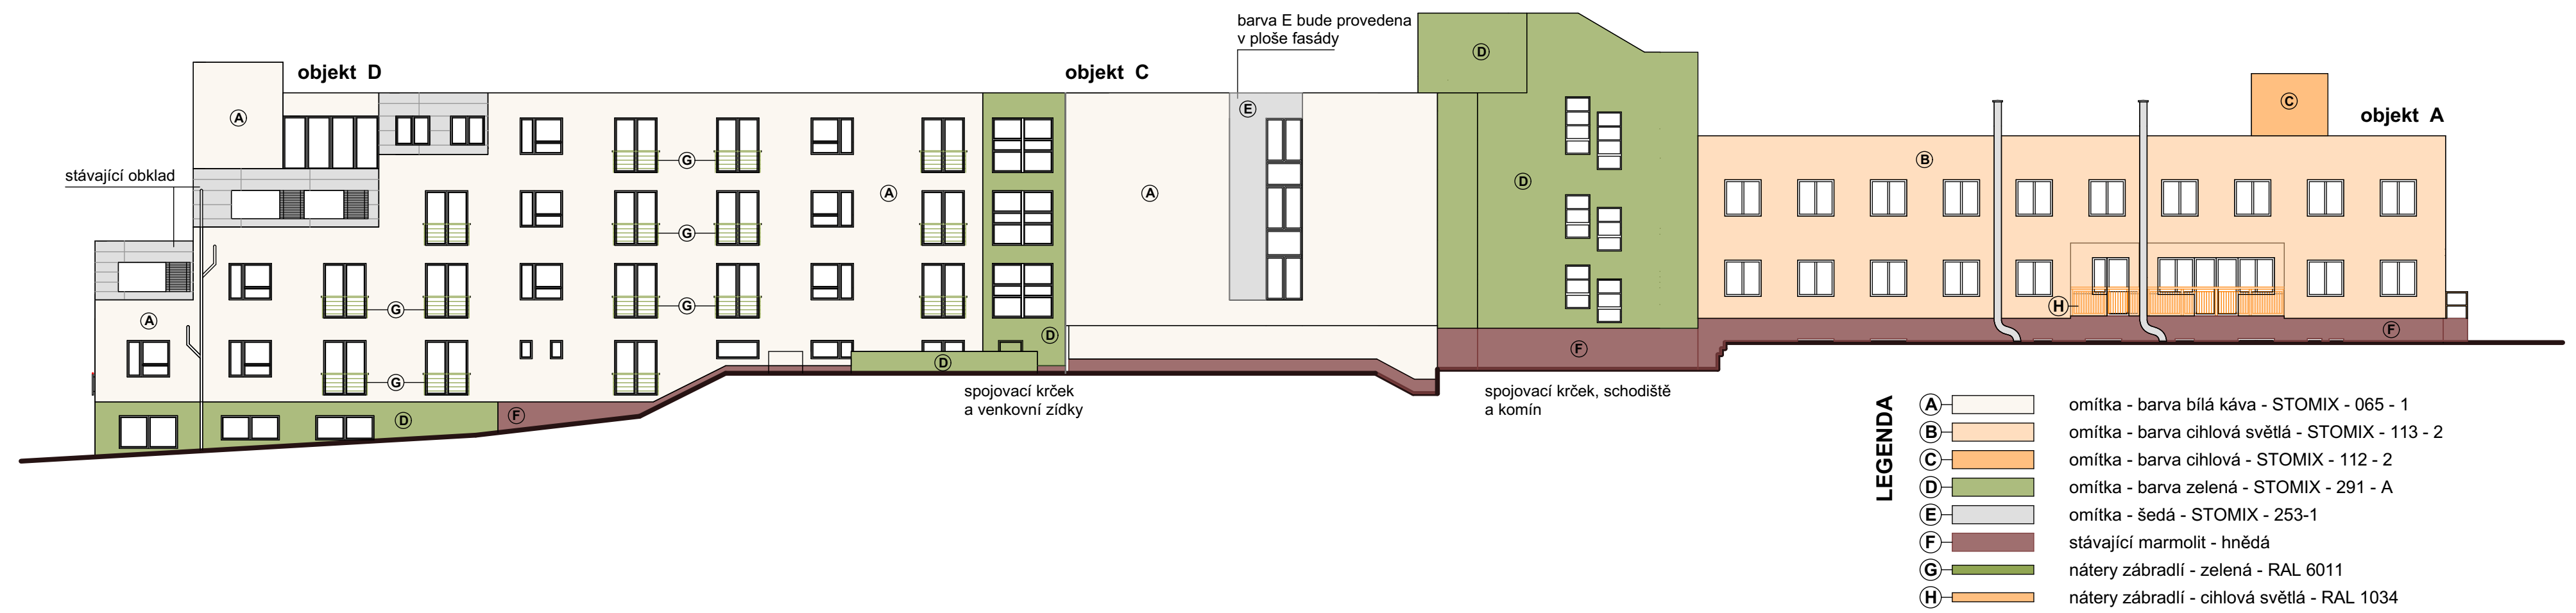 barva E bude provedena
v ploše fasády
objekt D
objekt C
objekt A
stávající obklad
A
E
D
C
B
G
A
A
D
G
G
G
H
A
D
F
F
D
G
D
F
spojovací krček
a venkovní zídky
spojovací krček, schodiště
a komín
LEGENDA
A omítka - barva bílá káva - STOMIX - 065 - 1
B omítka - barva cihlová světlá - STOMIX - 113 - 2
C omítka - barva cihlová - STOMIX - 112 - 2
D omítka - barva zelená - STOMIX - 291 - A
E omítka - šedá - STOMIX - 253-1
F stávající marmolit - hnědá
G nátery zábradlí - zelená - RAL 6011
H nátery zábradlí - cihlová světlá - RAL 1034